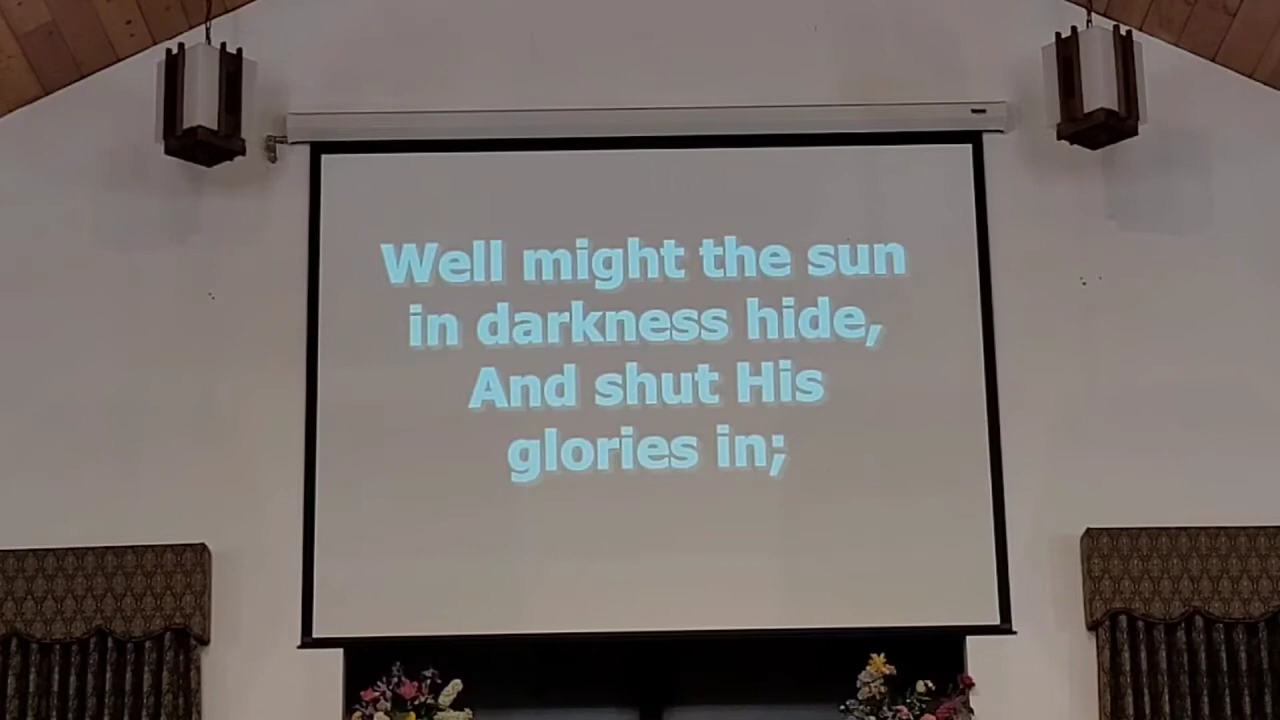 Well might the sun
in darkness hide,
And shut His
glories in;